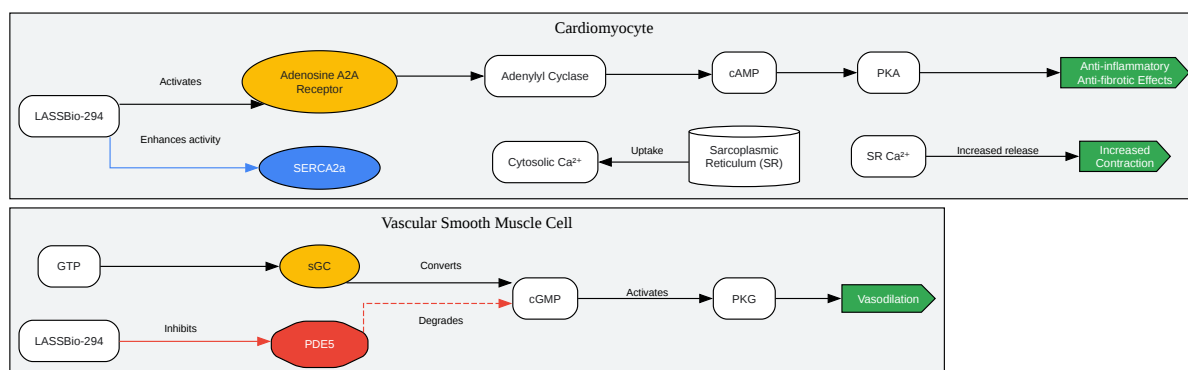 Cardiomyocyte
Activates
Adenosine A2A
Receptor
Adenylyl Cyclase
cAMP
PKA
Anti-inflammatory
Anti-fibrotic Effects
LASSBio-294
Enhances activity
SERCA2a
Cytosolic Ca²⁺
Uptake
Sarcoplasmic
Reticulum (SR)
SR Ca²⁺
Increased release
Increased
Contraction
Vascular Smooth Muscle Cell
GTP
sGC
Converts
cGMP
Activates
PKG
Vasodilation
LASSBio-294
Inhibits
PDE5
Degrades